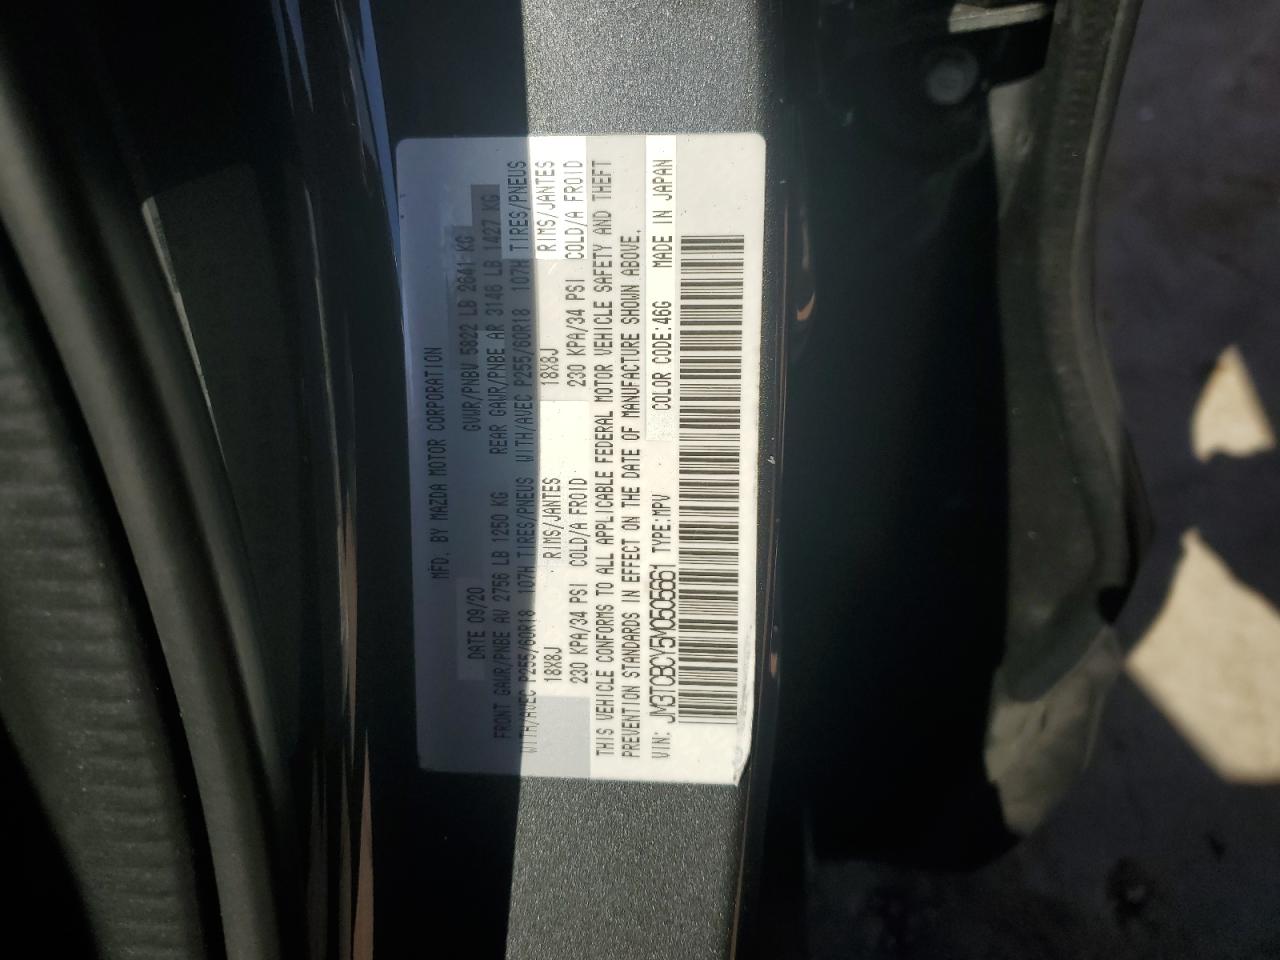 MFD. BY MAZDA MOTOR CORPORATION
DATE 09/20 GVWR/PNBV 5822 LB 2641 KG
FRONT GAWR/PNBE AV 2756 LB 1250 KG REAR GAWR/PNBE AR 3146 LB 1427 KG
WITH/AVEC P255/60R18 107H TIRES/PNEUS WITH/AVEC P255/60R18 107H TIRES/PNEUS
18X8J RIMS/JANTES 18X8J RIMS/JANTES
230 KPA/34 PSI COLD/A FROID 230 KPA/34 PSI COLD/A FROID
THIS VEHICLE CONFORMS TO ALL APPLICABLE FEDERAL MOTOR VEHICLE SAFETY AND THEFT
PREVENTION STANDARDS IN EFFECT ON THE DATE OF MANUFACTURE SHOWN ABOVE.
VIN: JM3TCBCY5M0505661 TYPE:MPV COLOR CODE:46G MADE IN JAPAN